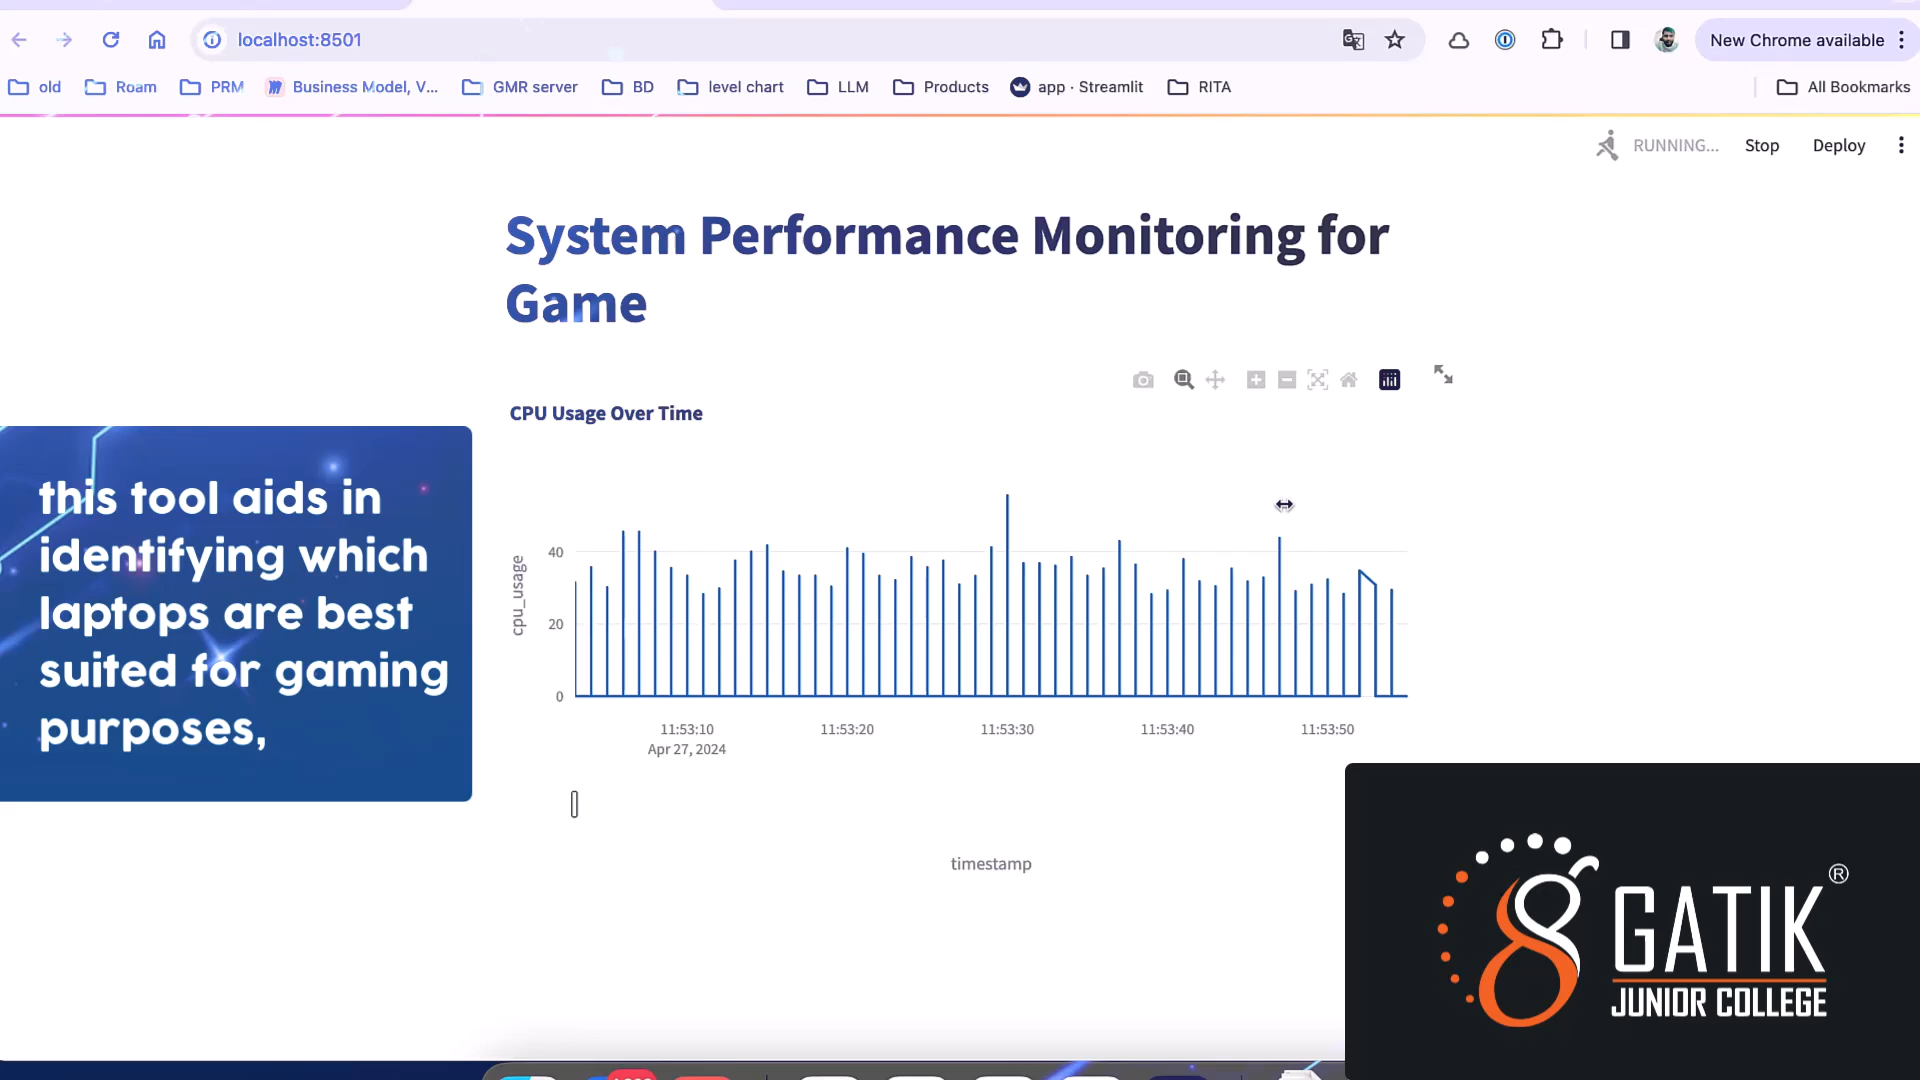 localhost:8501
New Chrome available
old
Roam
PRM
Business Model, V...
GMR server
BD
level chart
LLM
Products
app · Streamlit
RITA
All Bookmarks
RUNNING...
Stop
Deploy
System Performance Monitoring for
Game
CPU Usage Over Time
this tool aids in
identifying which
laptops are best
suited for gaming
purposes,
cpu_usage
40
20
0
11:53:10
11:53:20
11:53:30
11:53:40
11:53:50
Apr 27, 2024
timestamp
8 GATIK®
JUNIOR COLLEGE